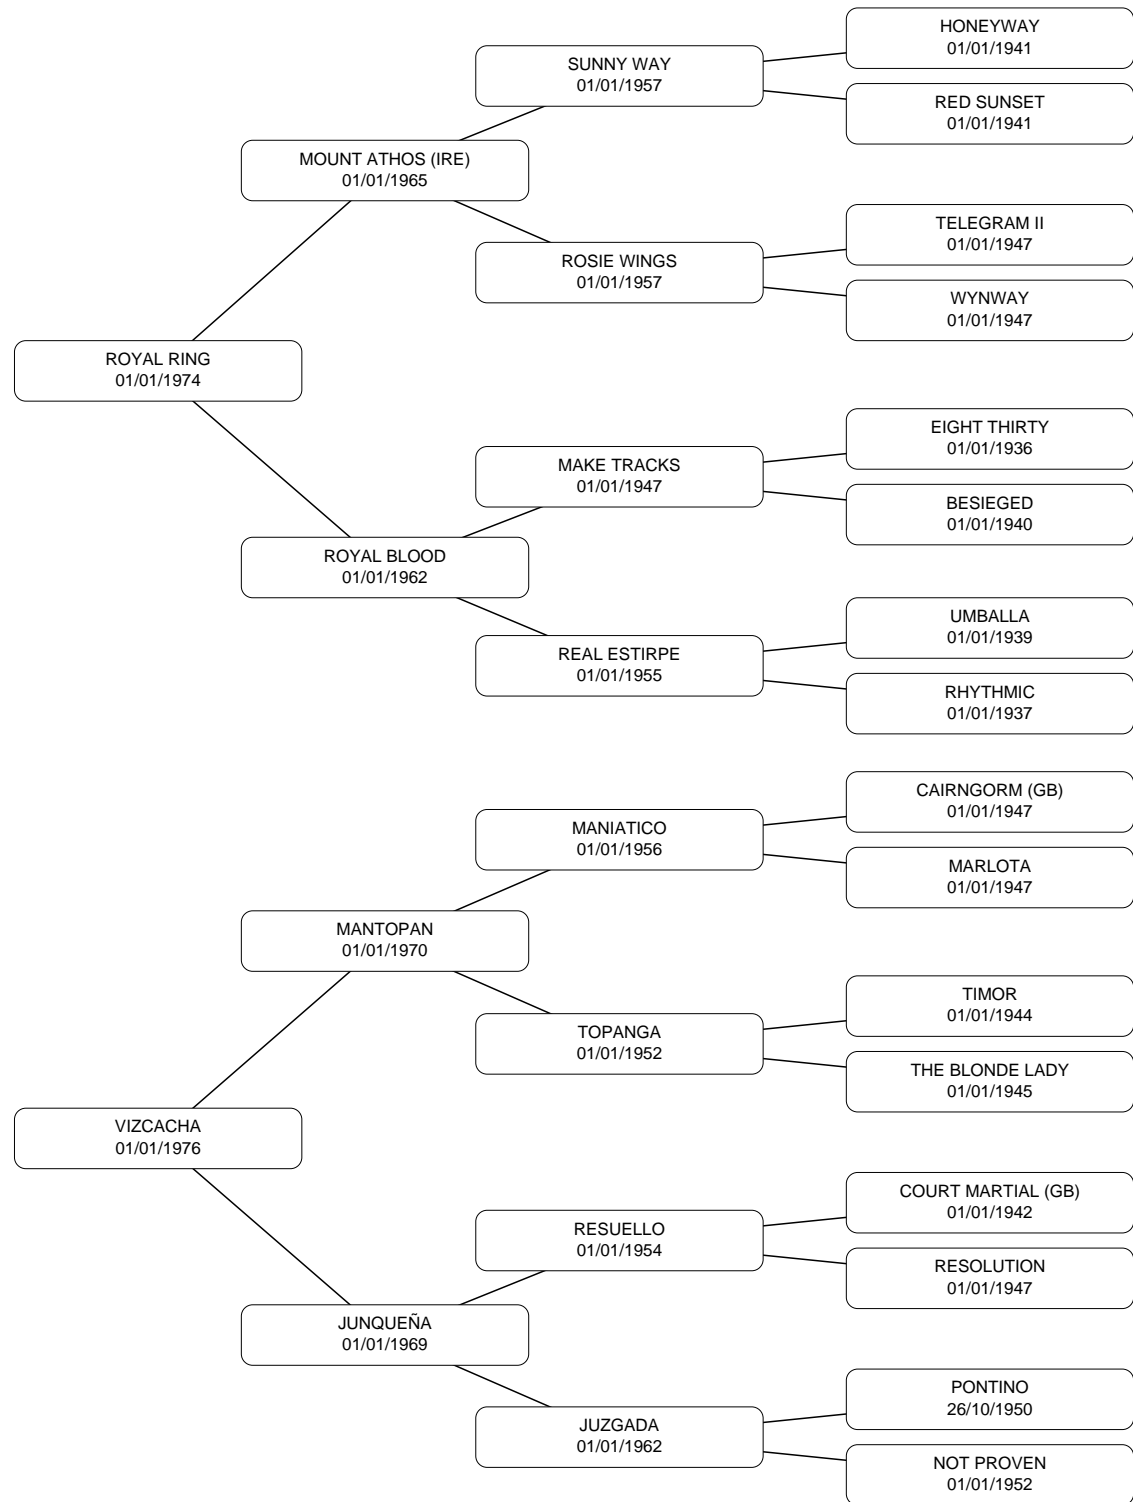 HONEYWAY
01/01/1941
SUNNY WAY
01/01/1957
RED SUNSET
01/01/1941
MOUNT ATHOS (IRE)
01/01/1965
TELEGRAM II
01/01/1947
ROSIE WINGS
01/01/1957
WYNWAY
01/01/1947
ROYAL RING
01/01/1974
EIGHT THIRTY
01/01/1936
MAKE TRACKS
01/01/1947
BESIEGED
01/01/1940
ROYAL BLOOD
01/01/1962
UMBALLA
01/01/1939
REAL ESTIRPE
01/01/1955
RHYTHMIC
01/01/1937
CAIRNGORM (GB)
01/01/1947
MANIATICO
01/01/1956
MARLOTA
01/01/1947
MANTOPAN
01/01/1970
TIMOR
01/01/1944
TOPANGA
01/01/1952
THE BLONDE LADY
01/01/1945
VIZCACHA
01/01/1976
COURT MARTIAL (GB)
01/01/1942
RESUELLO
01/01/1954
RESOLUTION
01/01/1947
JUNQUEÑA
01/01/1969
PONTINO
26/10/1950
JUZGADA
01/01/1962
NOT PROVEN
01/01/1952